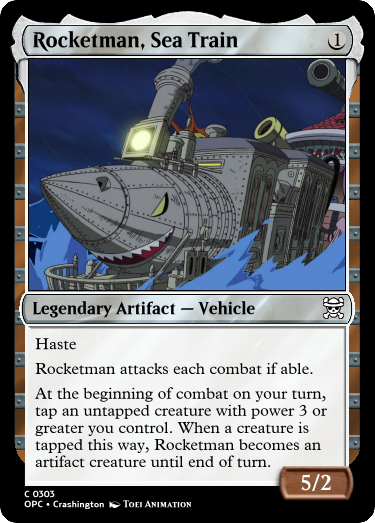 Rocketman, Sea Train 1
Legendary Artifact — Vehicle
Haste
Rocketman attacks each combat if able.
At the beginning of combat on your turn,
tap an untapped creature with power 3 or
greater you control. When a creature is
tapped this way, Rocketman becomes an
artifact creature until end of turn.
5/2
C 0303
OPC • Crashington TOEI ANIMATION